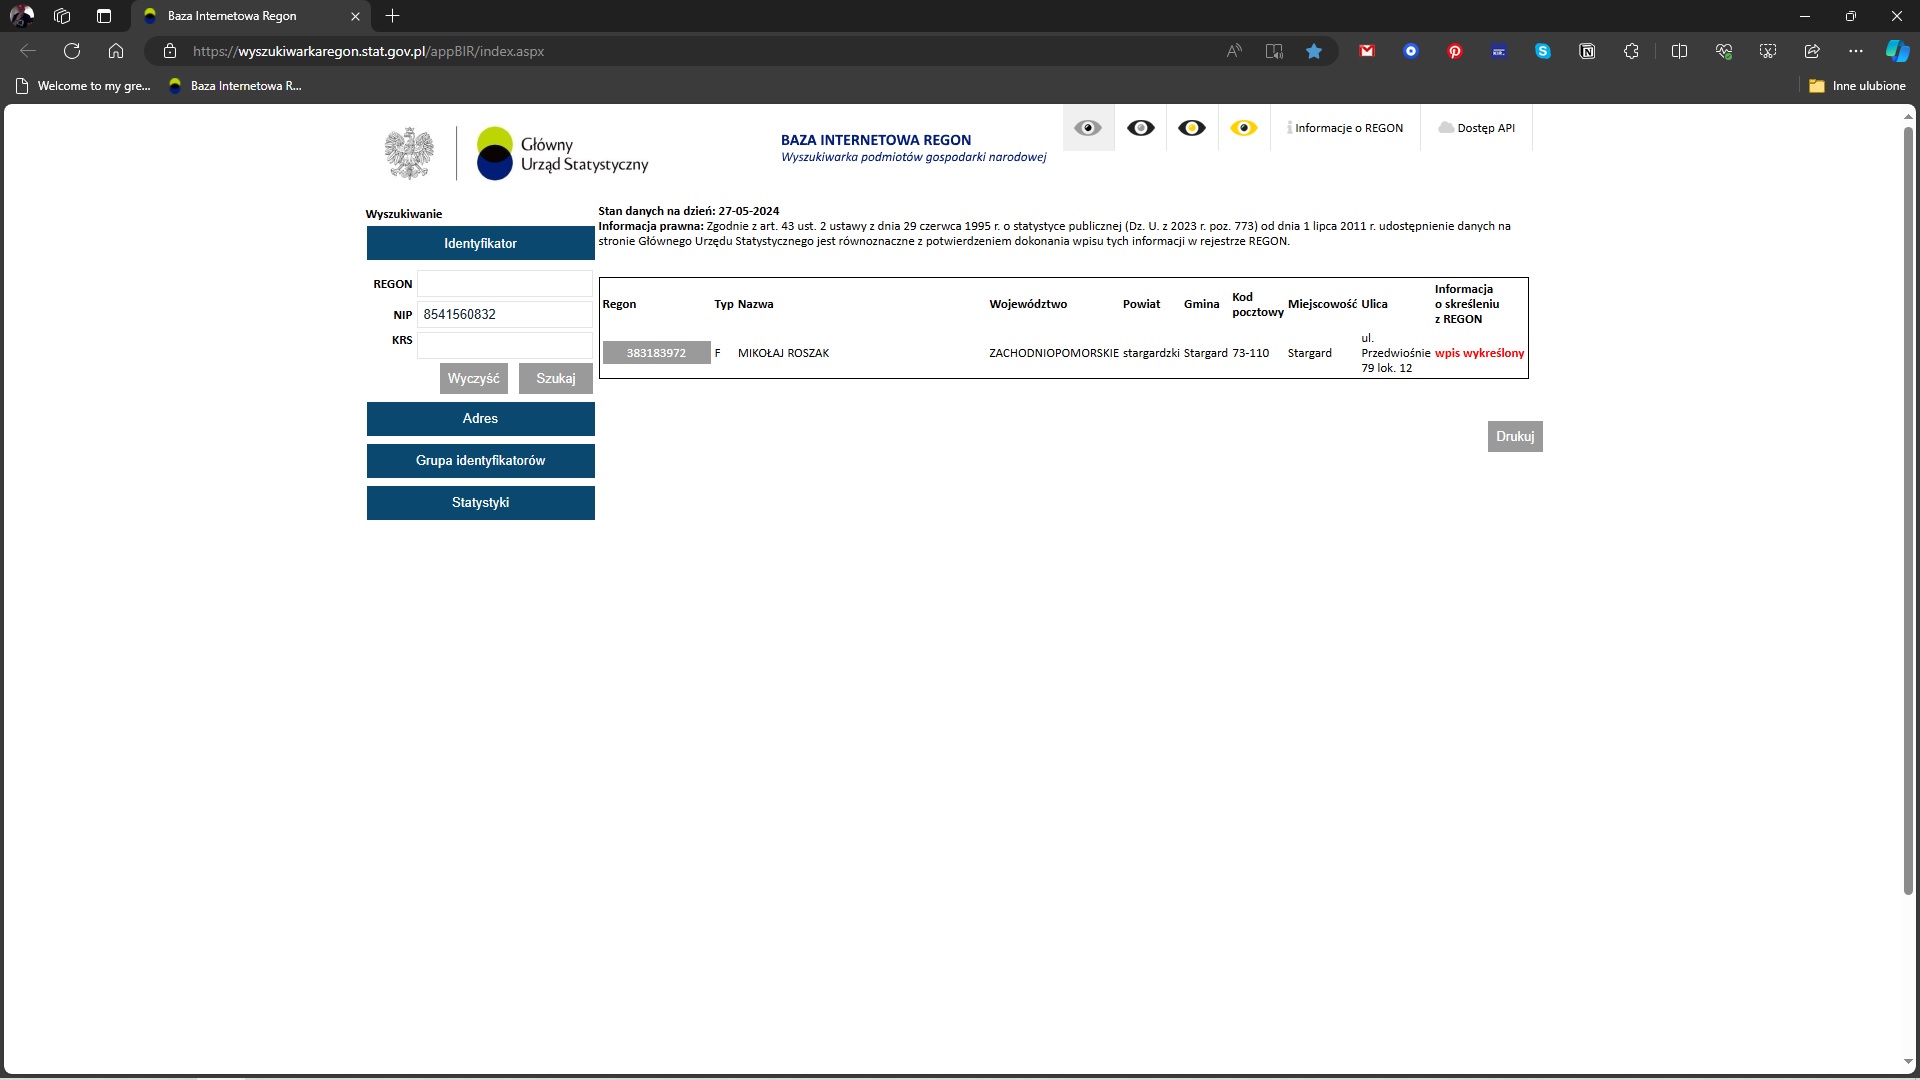 Baza Internetowa Regon
https://wyszukiwarkaregon.stat.gov.pl/appBIR/index.aspx
Welcome to my gre...
Baza Internetowa R...
Inne ulubione
Główny
Urząd Statystyczny
BAZA INTERNETOWA REGON
Wyszukiwarka podmiotów gospodarki narodowej
Informacje o REGON
Dostęp API
Wyszukiwanie
Identyfikator
REGON
NIP 8541560832
KRS
Wyczyść Szukaj
Adres
Grupa identyfikatorów
Statystyki
Stan danych na dzień: 27-05-2024
Informacja prawna: Zgodnie z art. 43 ust. 2 ustawy z dnia 29 czerwca 1995 r. o statystyce publicznej (Dz. U. z 2023 r. poz. 773) od dnia 1 lipca 2011 r. udostępnienie danych na
stronie Głównego Urzędu Statystycznego jest równoznaczne z potwierdzeniem dokonania wpisu tych informacji w rejestrze REGON.
Regon Typ Nazwa Województwo Powiat Gmina Kod pocztowy Miejscowość Ulica Informacja o skreśleniu z REGON
383183972 F MIKOŁAJ ROSZAK ZACHODNIOPOMORSKIE stargardzki Stargard 73-110 Stargard ul. Przedwiośnie 79 lok. 12 wpis wykreślony
Drukuj